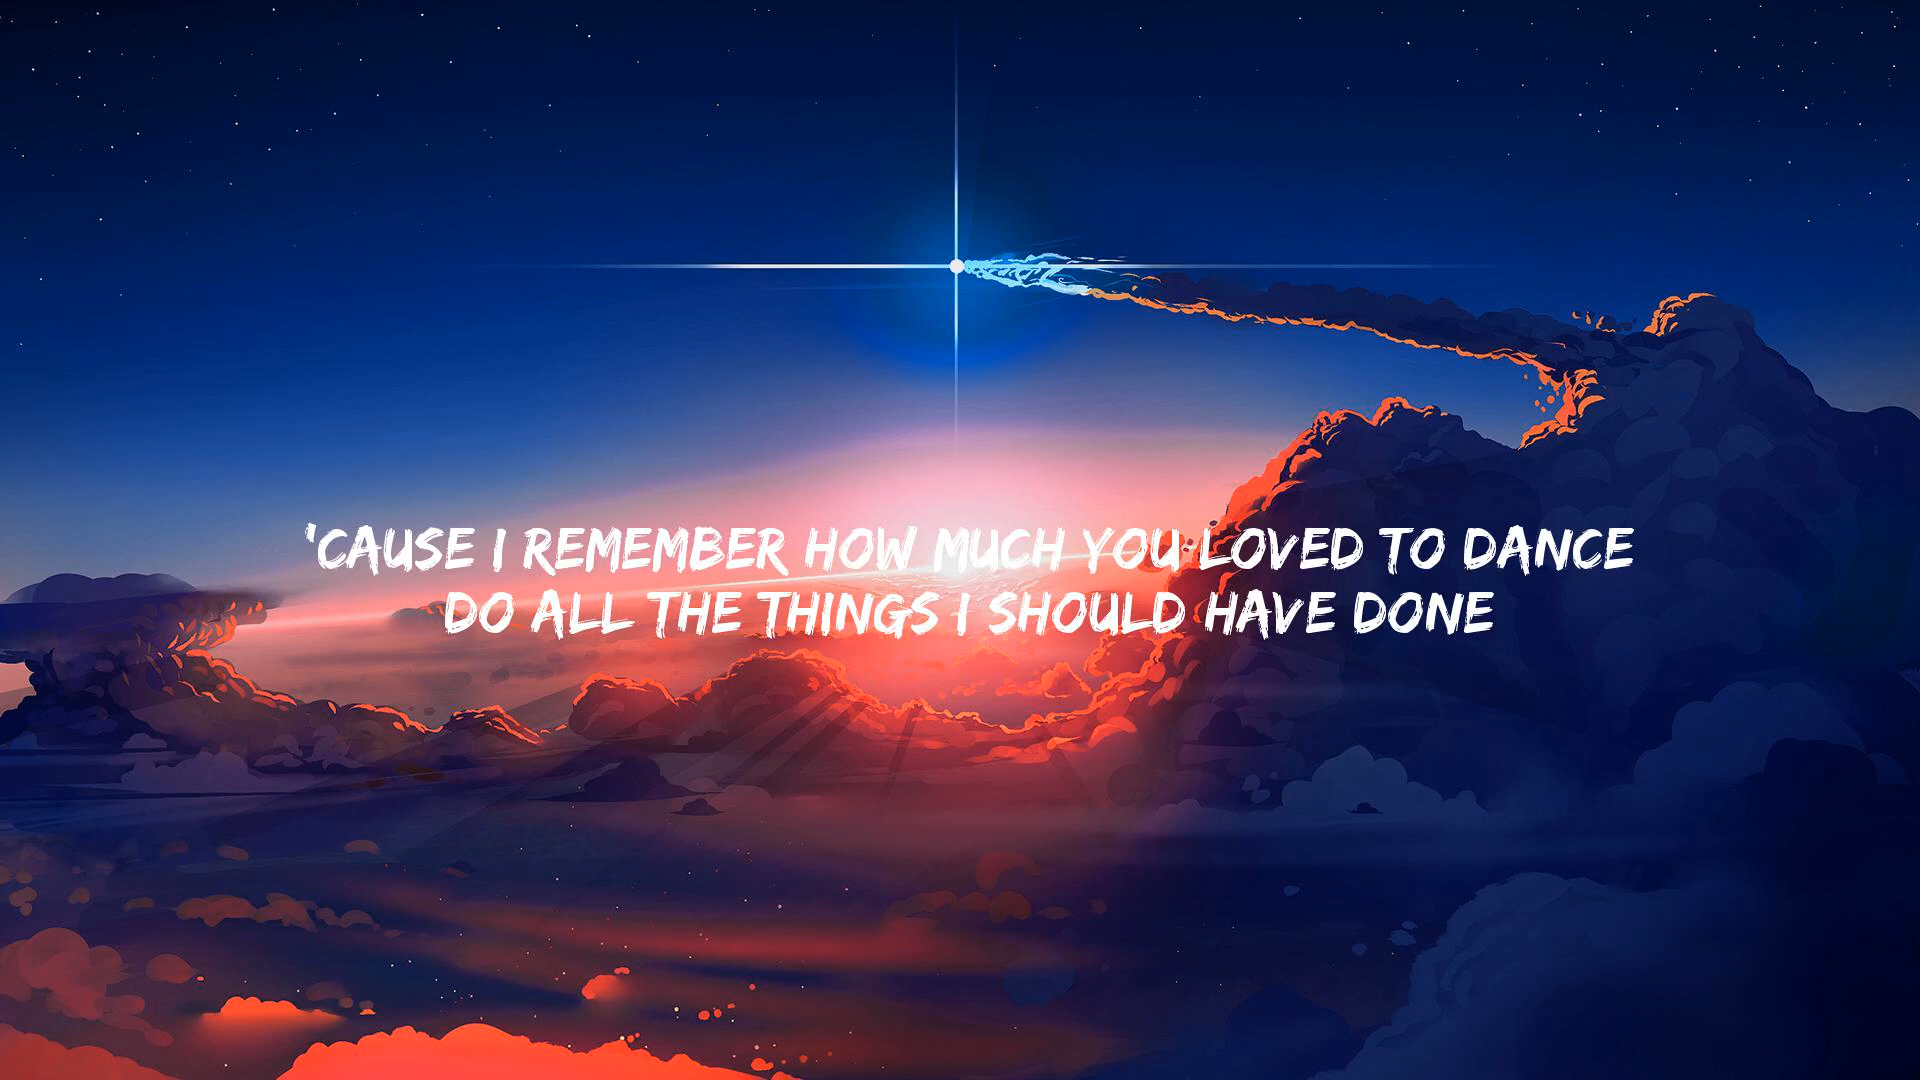 'CAUSE I REMEMBER HOW MUCH YOU LOVED TO DANCE
DO ALL THE THINGS I SHOULD HAVE DONE